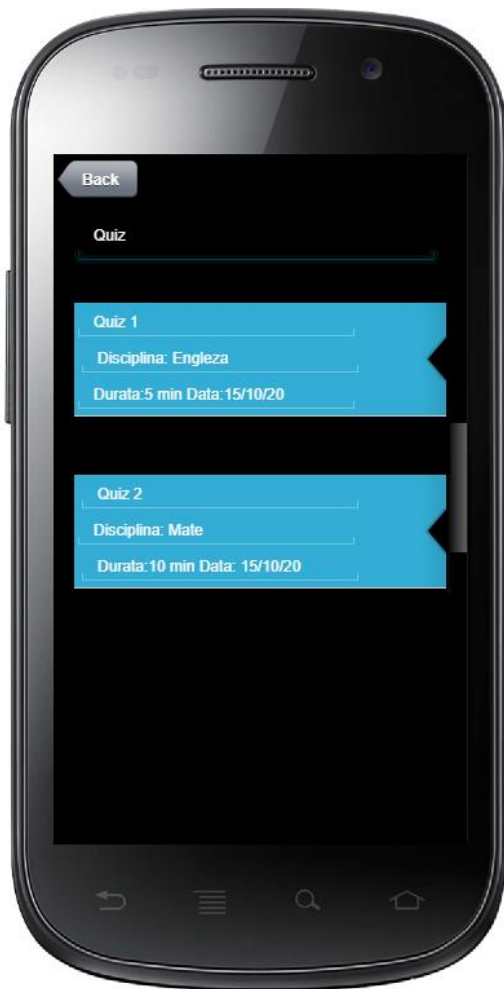 Back
Quiz
Quiz 1
Disciplina: Engleza
Durata:5 min Data:15/10/20
Quiz 2
Disciplina: Mate
Durata:10 min Data: 15/10/20